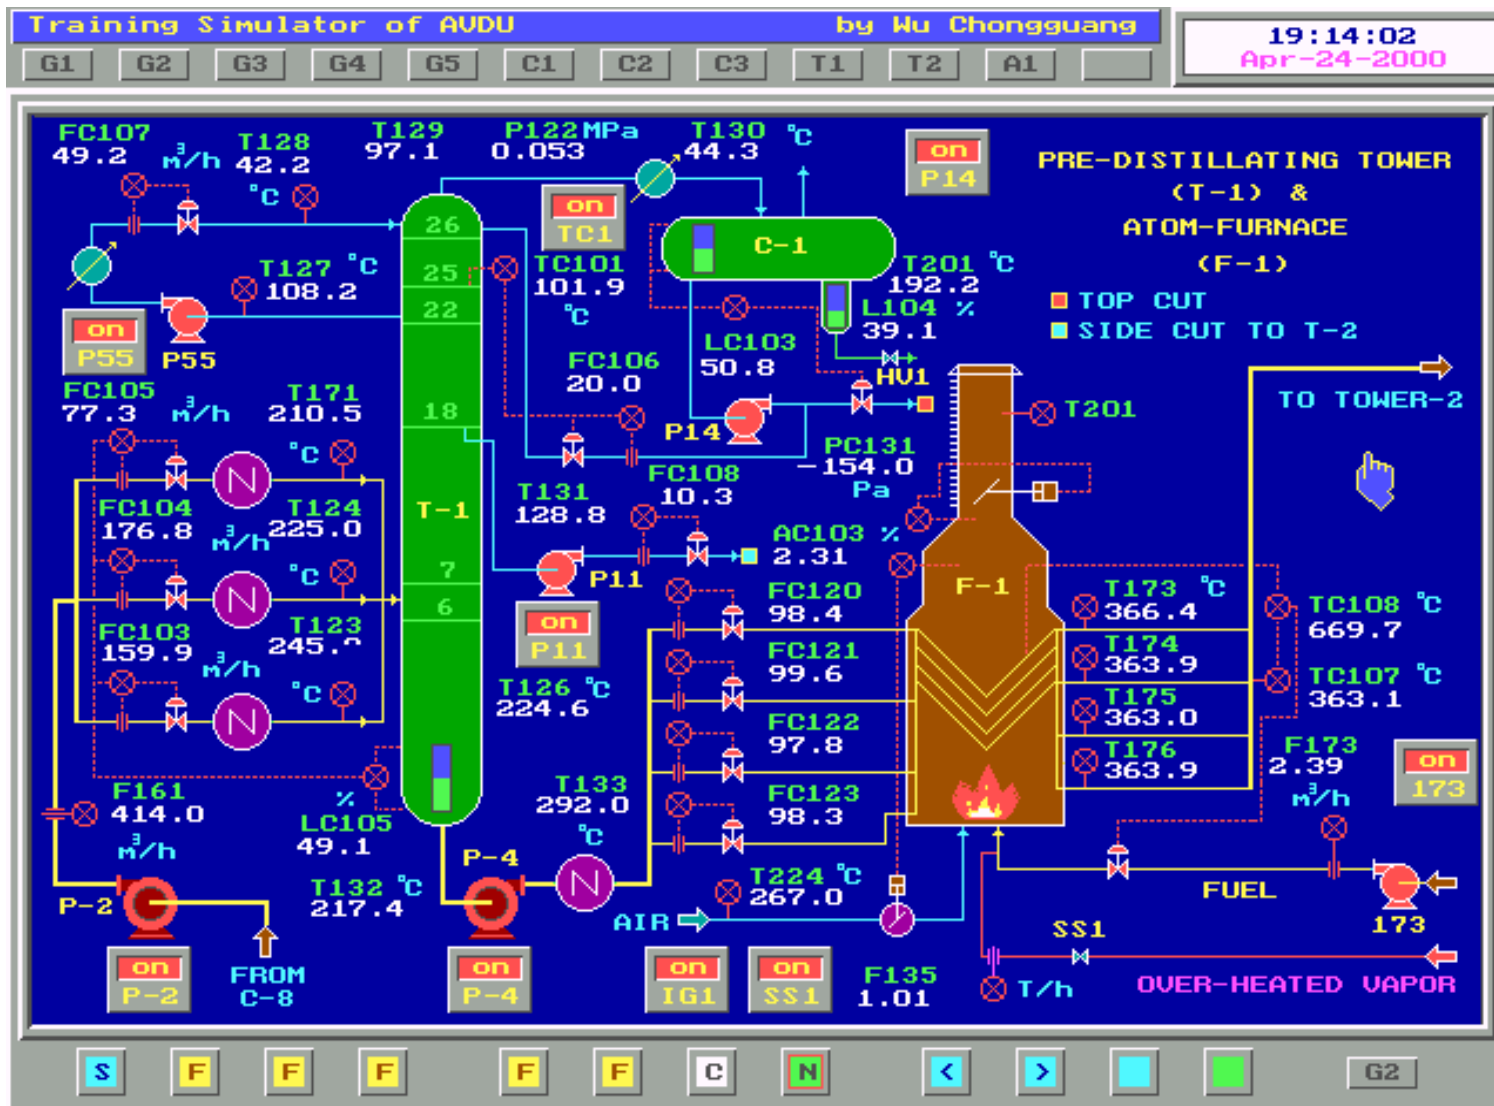 Training Simulator of AVDU by Wu Chongguang
19:14:02
Apr-24-2000
G1 G2 G3 G4 G5 C1 C2 C3 T1 T2 A1
FC107
49.2 m³/h
T128
42.2
°C
T129
97.1
P122 MPa
0.053
T130 °C
44.3
on
P14
PRE-DISTILLATING TOWER
(T-1) &
ATOM-FURNACE
(F-1)
TOP CUT
SIDE CUT TO T-2
on
TC1
26
25
22
18
T-1
7
6
C-1
T127 °C
108.2
TC101
101.9
°C
T201 °C
192.2
L104 %
39.1
on
P55
P55
LC103
50.8
HV1
FC106
20.0
P14
TO TOWER-2
T201
FC105
77.3 m³/h
T171
210.5
°C
N
PC131
-154.0
Pa
FC108
10.3
T131
128.8
FC104
176.8 m³/h
T124
225.0
°C
N
AC103 %
2.31
P11
on
P11
F-1
FC103
159.9 m³/h
T123
245.
°C
N
FC120
98.4
FC121
99.6
FC122
97.8
FC123
98.3
T173 °C
366.4
T174
363.9
T175
363.0
T176
363.9
TC108 °C
669.7
TC107 °C
363.1
F173
2.39
m³/h
on
173
T126 °C
224.6
T133
292.0
°C
N
F161
414.0
m³/h
%
LC105
49.1
P-4
T132 °C
217.4
P-2
FROM
C-8
T224 °C
267.0
AIR
FUEL
173
SS1
T/h
OVER-HEATED VAPOR
on
P-2
on
P-4
on
IG1
on
SS1
F135
1.01
S F F F F F C N < > G2